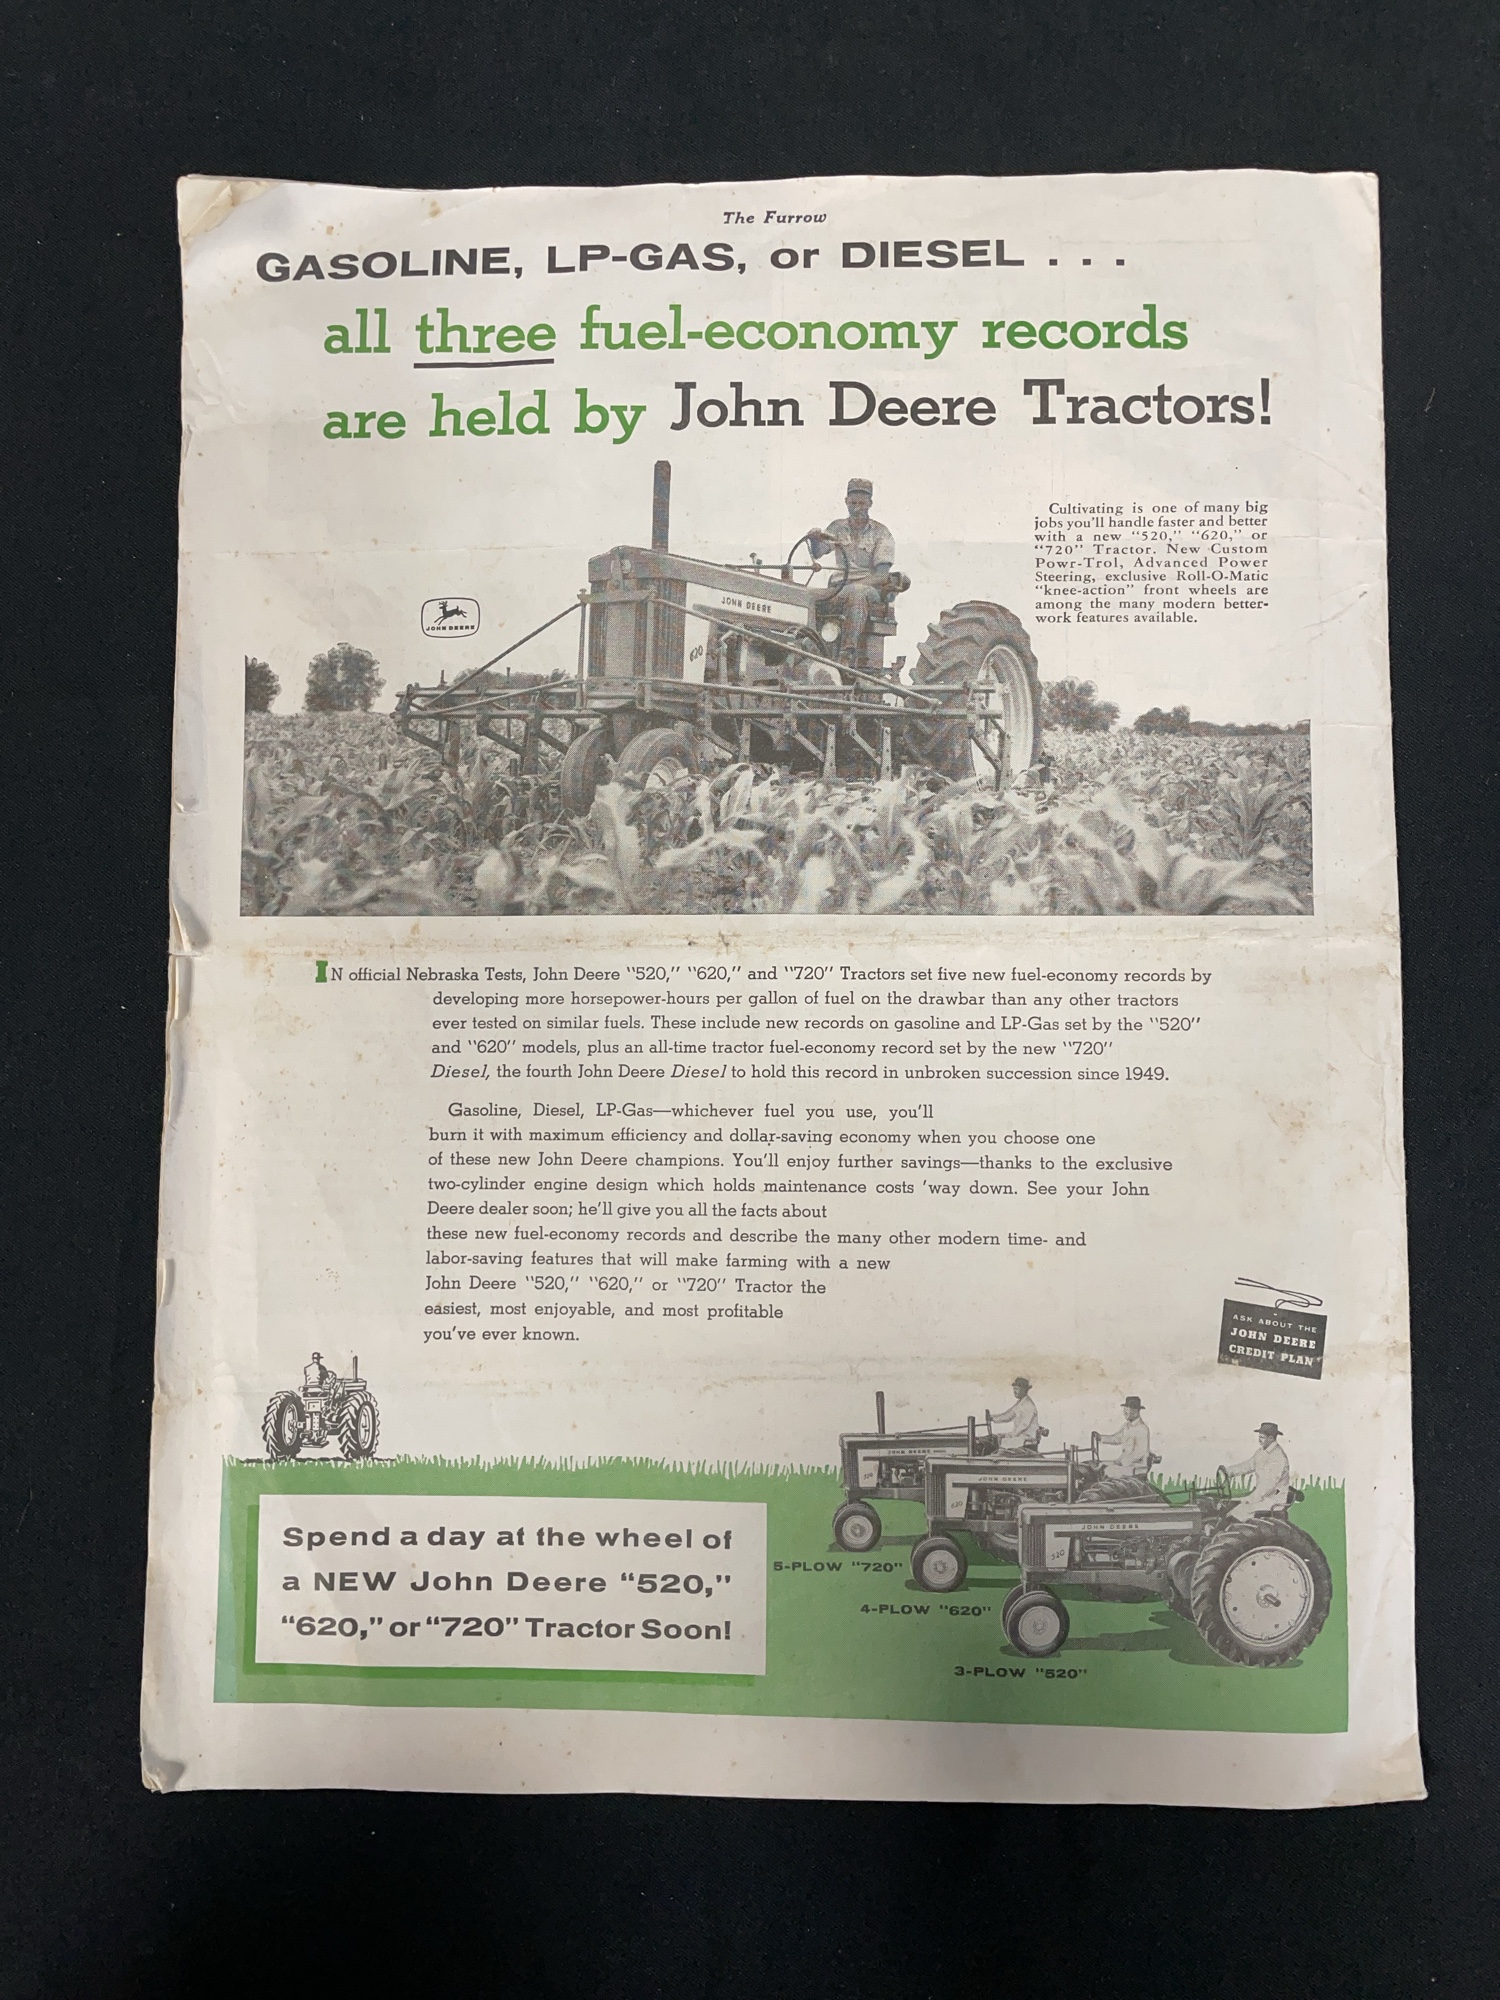 The Furrow
GASOLINE, LP-GAS, or DIESEL . . .
all three fuel-economy records
are held by John Deere Tractors!
Cultivating is one of many big
jobs you'll handle faster and better
with a new "520," "620," or
"720" Tractor. New Custom
Powr-Trol, Advanced Power
Steering, exclusive Roll-O-Matic
"knee-action" front wheels are
among the many modern better-
work features available.
JOHN DEERE
JOHN DEERE
620
IN official Nebraska Tests, John Deere "520," "620," and "720" Tractors set five new fuel-economy records by
developing more horsepower-hours per gallon of fuel on the drawbar than any other tractors
ever tested on similar fuels. These include new records on gasoline and LP-Gas set by the "520"
and "620" models, plus an all-time tractor fuel-economy record set by the new "720"
Diesel, the fourth John Deere Diesel to hold this record in unbroken succession since 1949.
Gasoline, Diesel, LP-Gas—whichever fuel you use, you'll
burn it with maximum efficiency and dollar-saving economy when you choose one
of these new John Deere champions. You'll enjoy further savings—thanks to the exclusive
two-cylinder engine design which holds maintenance costs 'way down. See your John
Deere dealer soon; he'll give you all the facts about
these new fuel-economy records and describe the many other modern time- and
labor-saving features that will make farming with a new
John Deere "520," "620," or "720" Tractor the
easiest, most enjoyable, and most profitable
you've ever known.
ASK ABOUT THE
JOHN DEERE
CREDIT PLAN
JOHN DEERE
720
JOHN DEERE
620
JOHN DEERE
520
Spend a day at the wheel of
a NEW John Deere "520,"
"620," or "720" Tractor Soon!
5-PLOW "720"
4-PLOW "620"
3-PLOW "520"